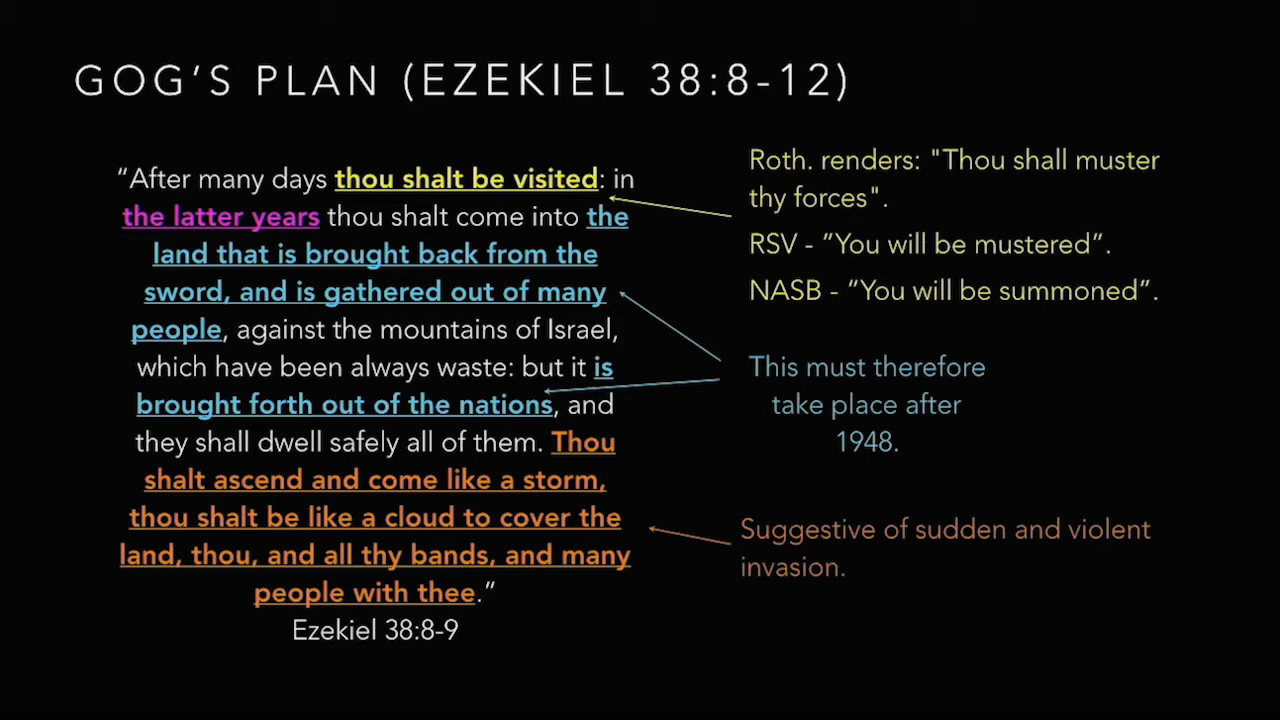 GOG'S PLAN (EZEKIEL 38:8-12)
“After many days thou shalt be visited: in
the latter years thou shalt come into the
land that is brought back from the
sword, and is gathered out of many
people, against the mountains of Israel,
which have been always waste: but it is
brought forth out of the nations, and
they shall dwell safely all of them. Thou
shalt ascend and come like a storm,
thou shalt be like a cloud to cover the
land, thou, and all thy bands, and many
people with thee.”
Ezekiel 38:8-9
Roth. renders: "Thou shall muster
thy forces".
RSV - ”You will be mustered”.
NASB - “You will be summoned”.
This must therefore
take place after
1948.
Suggestive of sudden and violent
invasion.